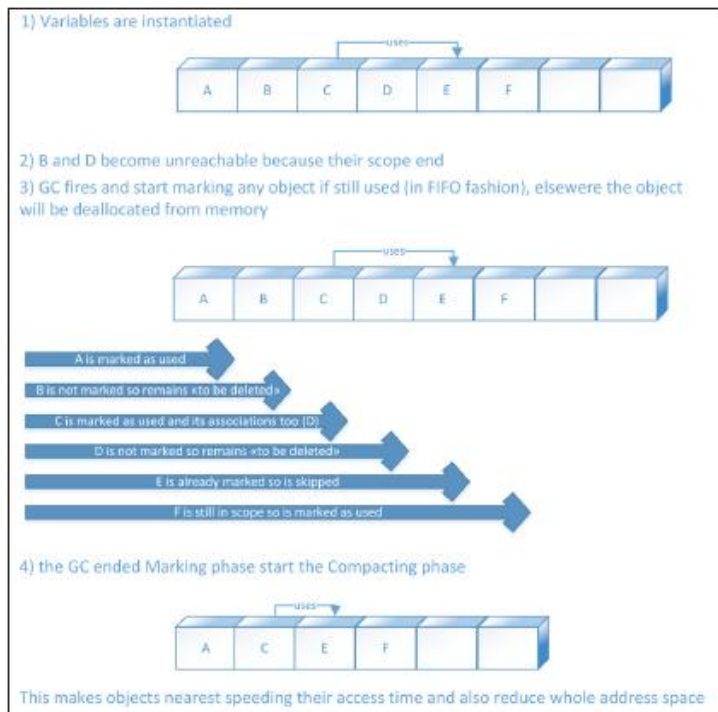 1) Variables are instantiated
uses
A B C D E F
2) B and D become unreachable because their scope end
3) GC fires and start marking any object if still used (in FIFO fashion), elsewere the object
will be deallocated from memory
uses
A B C D E F
A is marked as used
B is not marked so remains «to be deleted»
C is marked as used and its associations too (D)
D is not marked so remains «to be deleted»
E is already marked so is skipped
F is still in scope so is marked as used
4) the GC ended Marking phase start the Compacting phase
uses
A C E F
This makes objects nearest speeding their access time and also reduce whole address space